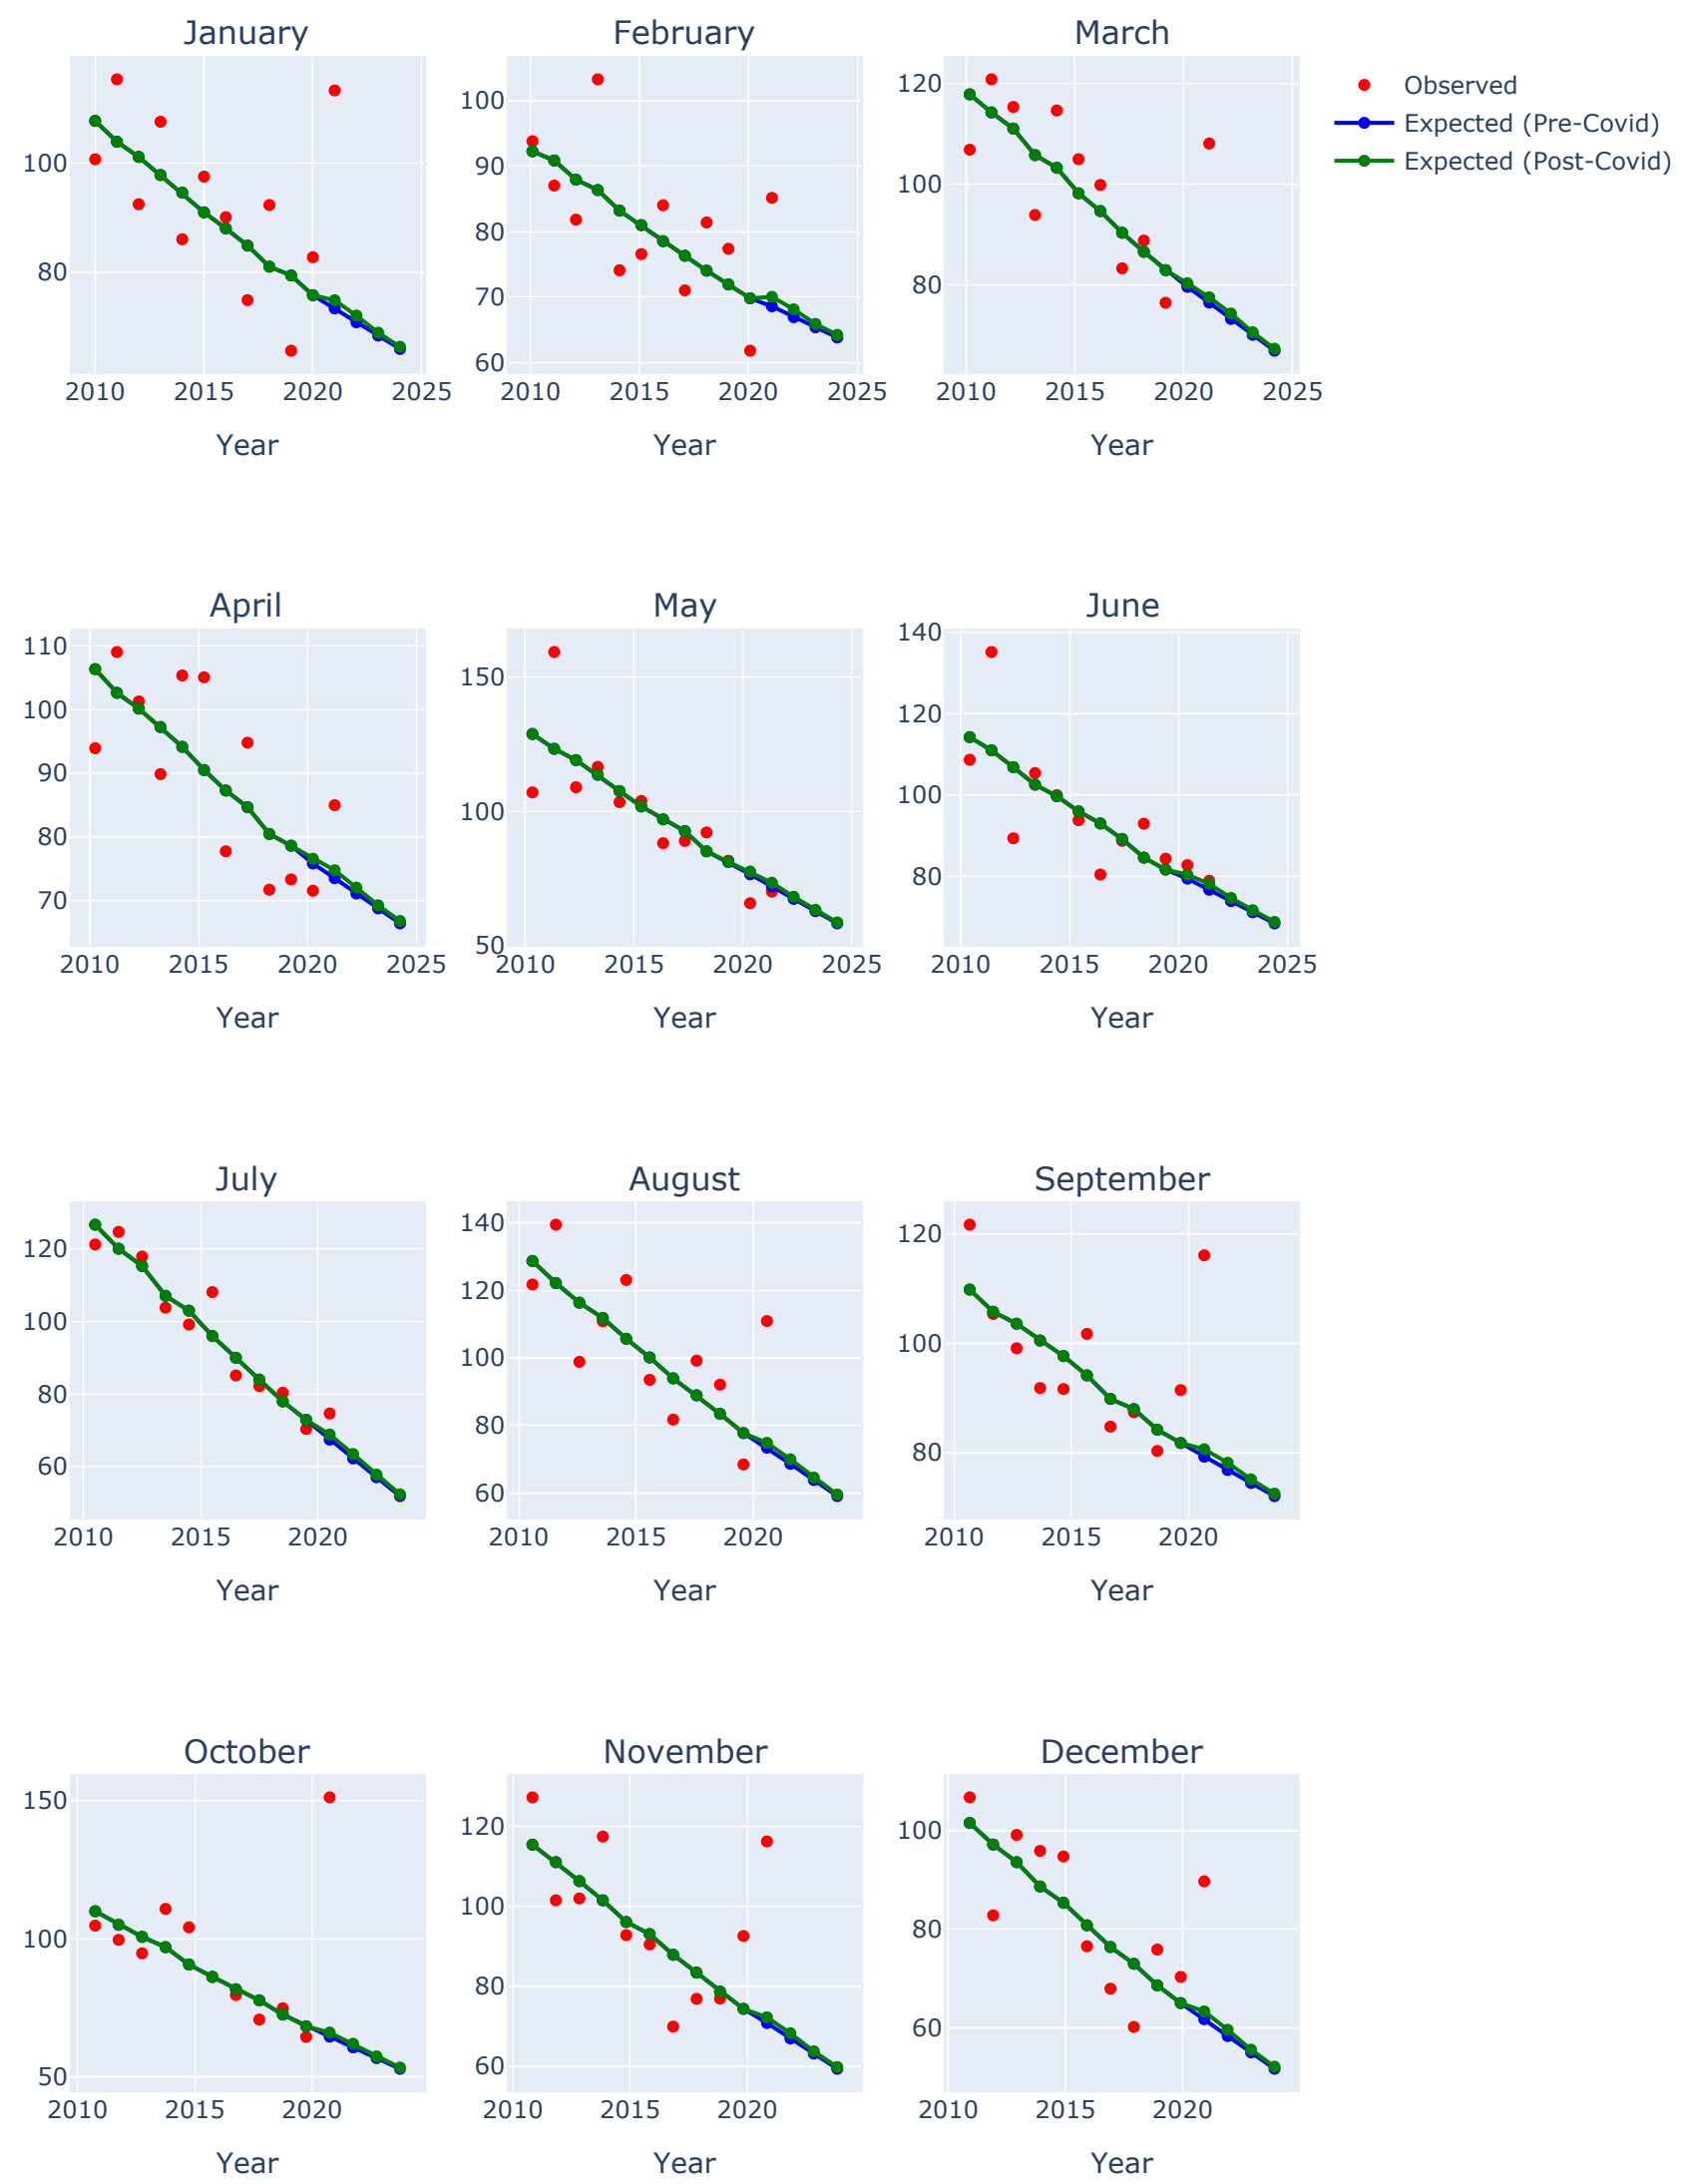 January February March
Observed
Expected (Pre-Covid)
Expected (Post-Covid)
100
80
2010 2015 2020 2025
Year
100
90
80
70
60
2010 2015 2020 2025
Year
120
100
80
2010 2015 2020 2025
Year
April May June
110
100
90
80
70
2010 2015 2020 2025
Year
150
100
50
2010 2015 2020 2025
Year
140
120
100
80
2010 2015 2020 2025
Year
July August September
120
100
80
60
2010 2015 2020
Year
140
120
100
80
60
2010 2015 2020
Year
120
100
80
2010 2015 2020
Year
October November December
150
100
50
2010 2015 2020
Year
120
100
80
60
2010 2015 2020
Year
100
80
60
2010 2015 2020
Year